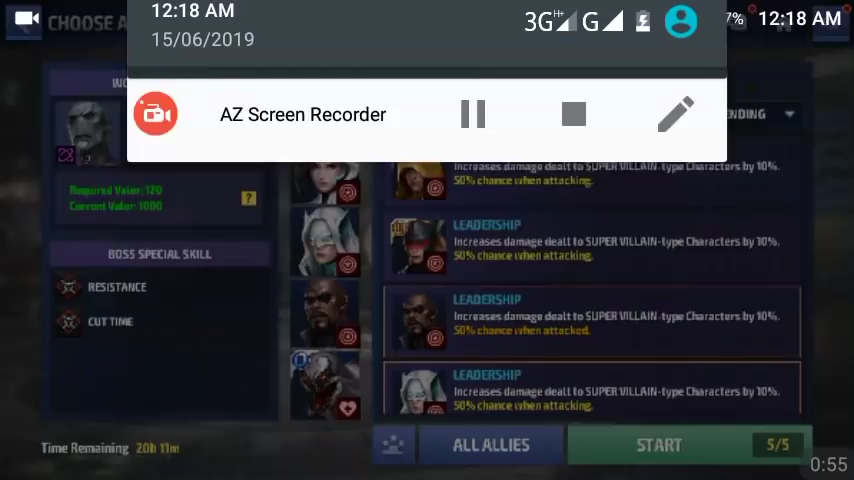 12:18 AM
15/06/2019
3G H+ G
7% 12:18 AM
CHOOSE A
AZ Screen Recorder
WO
ENDING
Required Valor: 120
Current Valor: 1000
?
BOSS SPECIAL SKILL
RESISTANCE
CUT TIME
Increases damage dealt to SUPER VILLAIN-type Characters by 10%.
50% chance when attacking.
LEADERSHIP
Increases damage dealt to SUPER VILLAIN-type Characters by 10%.
50% chance when attacking.
LEADERSHIP
Increases damage dealt to SUPER VILLAIN-type Characters by 10%.
50% chance when attacked.
LEADERSHIP
Increases damage dealt to SUPER VILLAIN-type Characters by 10%.
50% chance when attacking.
Time Remaining 20h 11m
ALL ALLIES
START
5/5
0:55